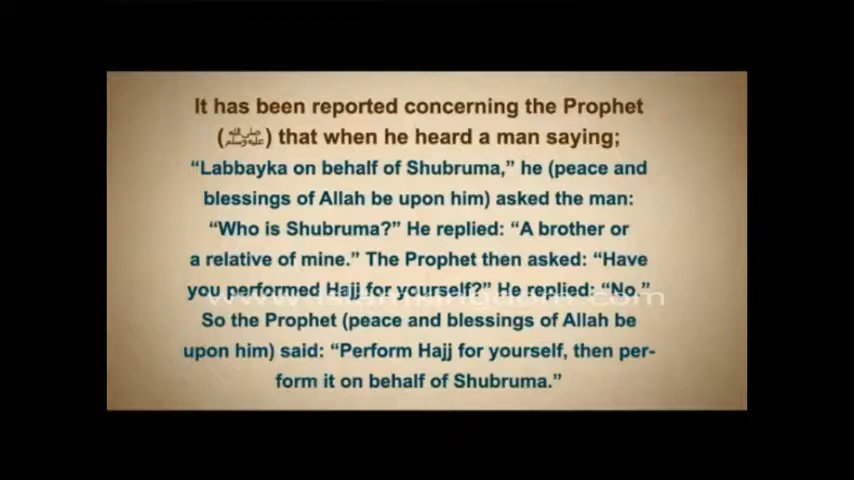 It has been reported concerning the Prophet
(ﷺ) that when he heard a man saying;
“Labbayka on behalf of Shubruma,” he (peace and
blessings of Allah be upon him) asked the man:
“Who is Shubruma?” He replied: “A brother or
a relative of mine.” The Prophet then asked: “Have
you performed Hajj for yourself?” He replied: “No.”
So the Prophet (peace and blessings of Allah be
upon him) said: “Perform Hajj for yourself, then per-
form it on behalf of Shubruma.”